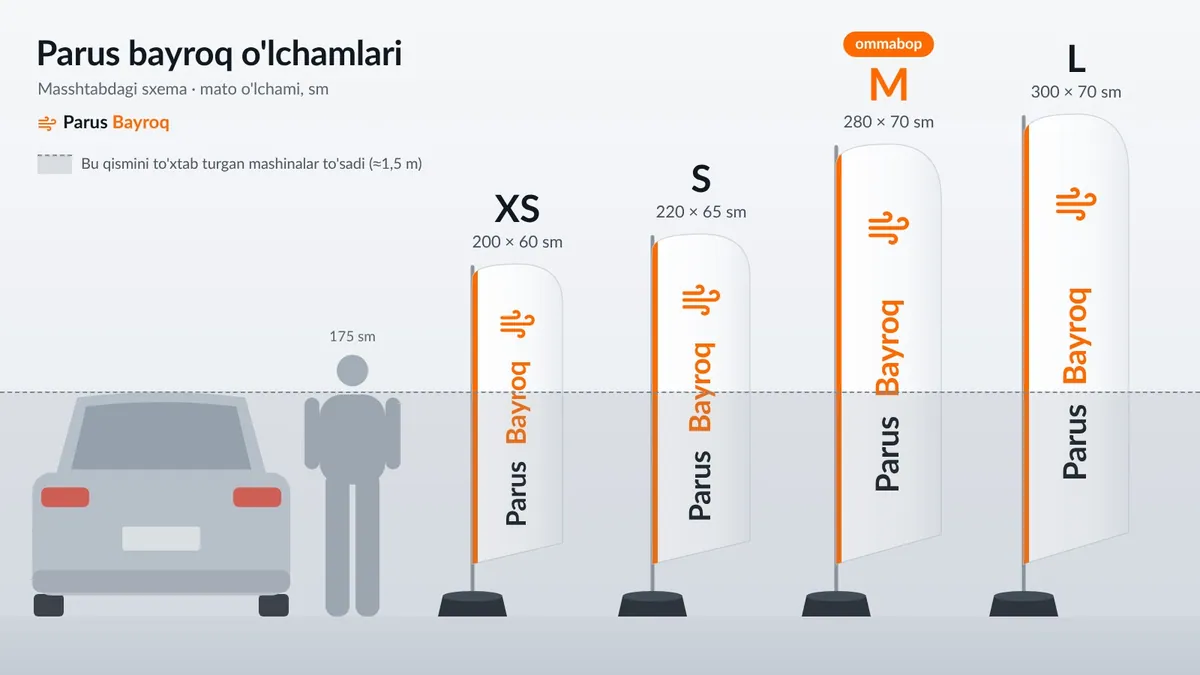 Parus bayroq o'lchamlari
Masshtabdagi sxema · mato o'lchami, sm
Parus Bayroq
Bu qismini to'xtab turgan mashinalar to'sadi (≈1,5 m)
175 sm
XS
200 × 60 sm
Parus Bayroq
S
220 × 65 sm
Parus Bayroq
ommabop
M
280 × 70 sm
Parus Bayroq
L
300 × 70 sm
Parus Bayroq